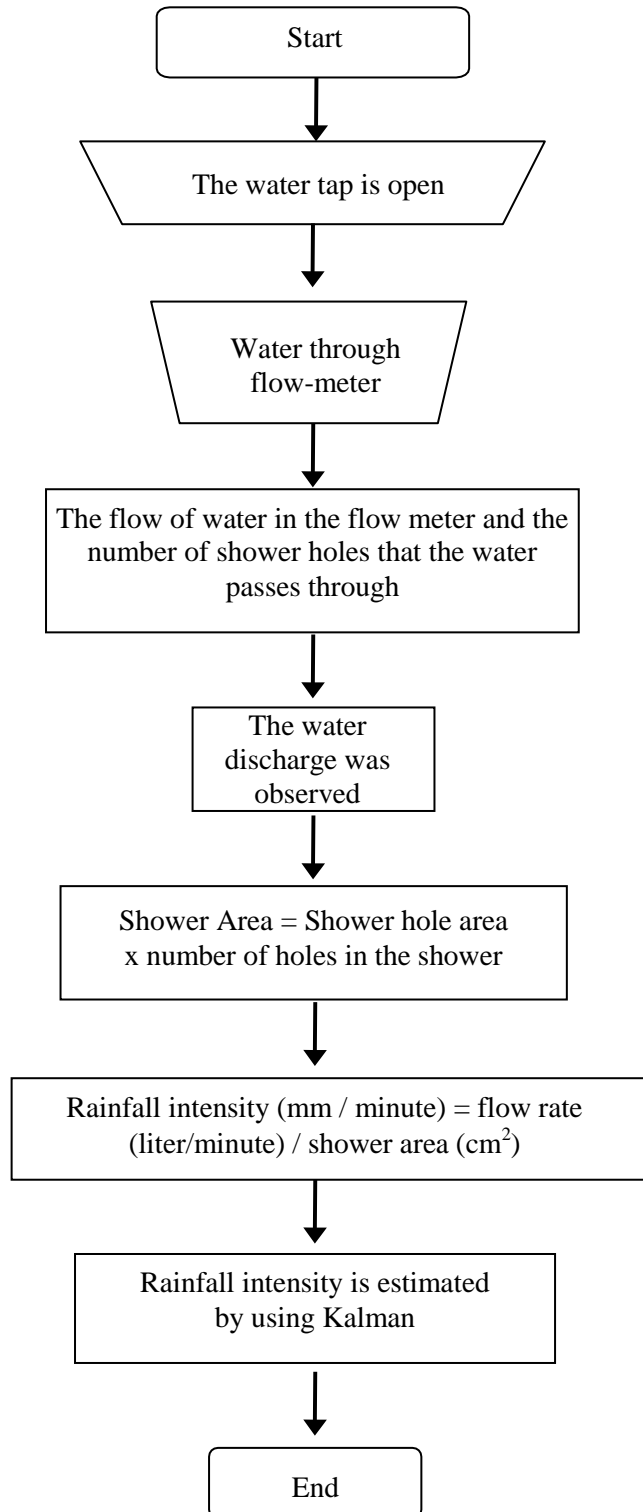 Start
The water tap is open
Water through
flow-meter
The flow of water in the flow meter and the
number of shower holes that the water
passes through
The water
discharge was
observed
Shower Area = Shower hole area
x number of holes in the shower
Rainfall intensity (mm / minute) = flow rate
(liter/minute) / shower area (cm²)
Rainfall intensity is estimated
by using Kalman
End